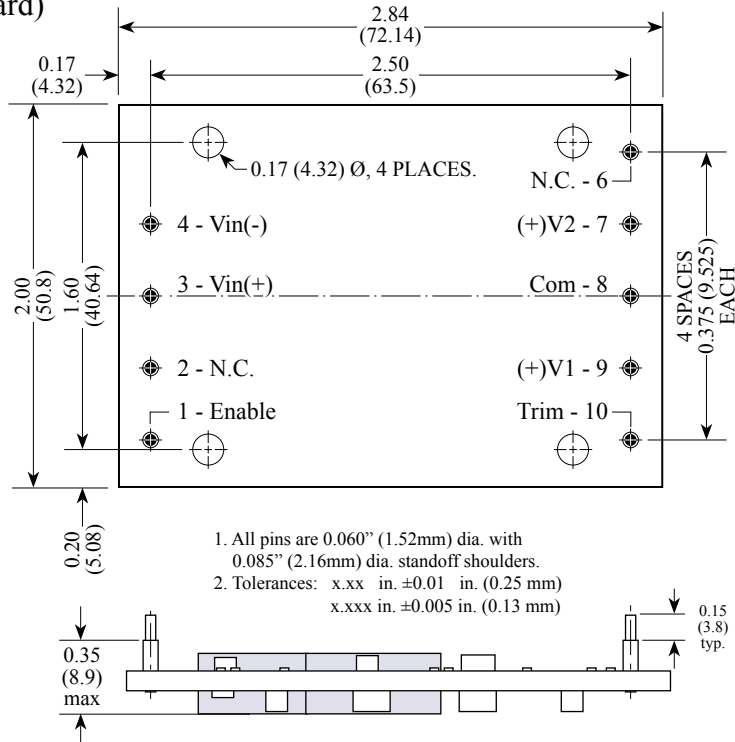 ard)
2.84
(72.14)
0.17
(4.32)
2.50
(63.5)
0.17 (4.32) Ø, 4 PLACES.
N.C. - 6
4 - Vin(-)
(+)V2 - 7
3 - Vin(+)
Com - 8
2 - N.C.
(+)V1 - 9
1 - Enable
Trim - 10
2.00
(50.8)
1.60
(40.64)
4 SPACES
0.375 (9.525)
EACH
0.20
(5.08)
1. All pins are 0.060” (1.52mm) dia. with
0.085” (2.16mm) dia. standoff shoulders.
2. Tolerances: x.xx in. ±0.01 in. (0.25 mm)
x.xxx in. ±0.005 in. (0.13 mm)
0.35
(8.9)
max
0.15
(3.8)
typ.